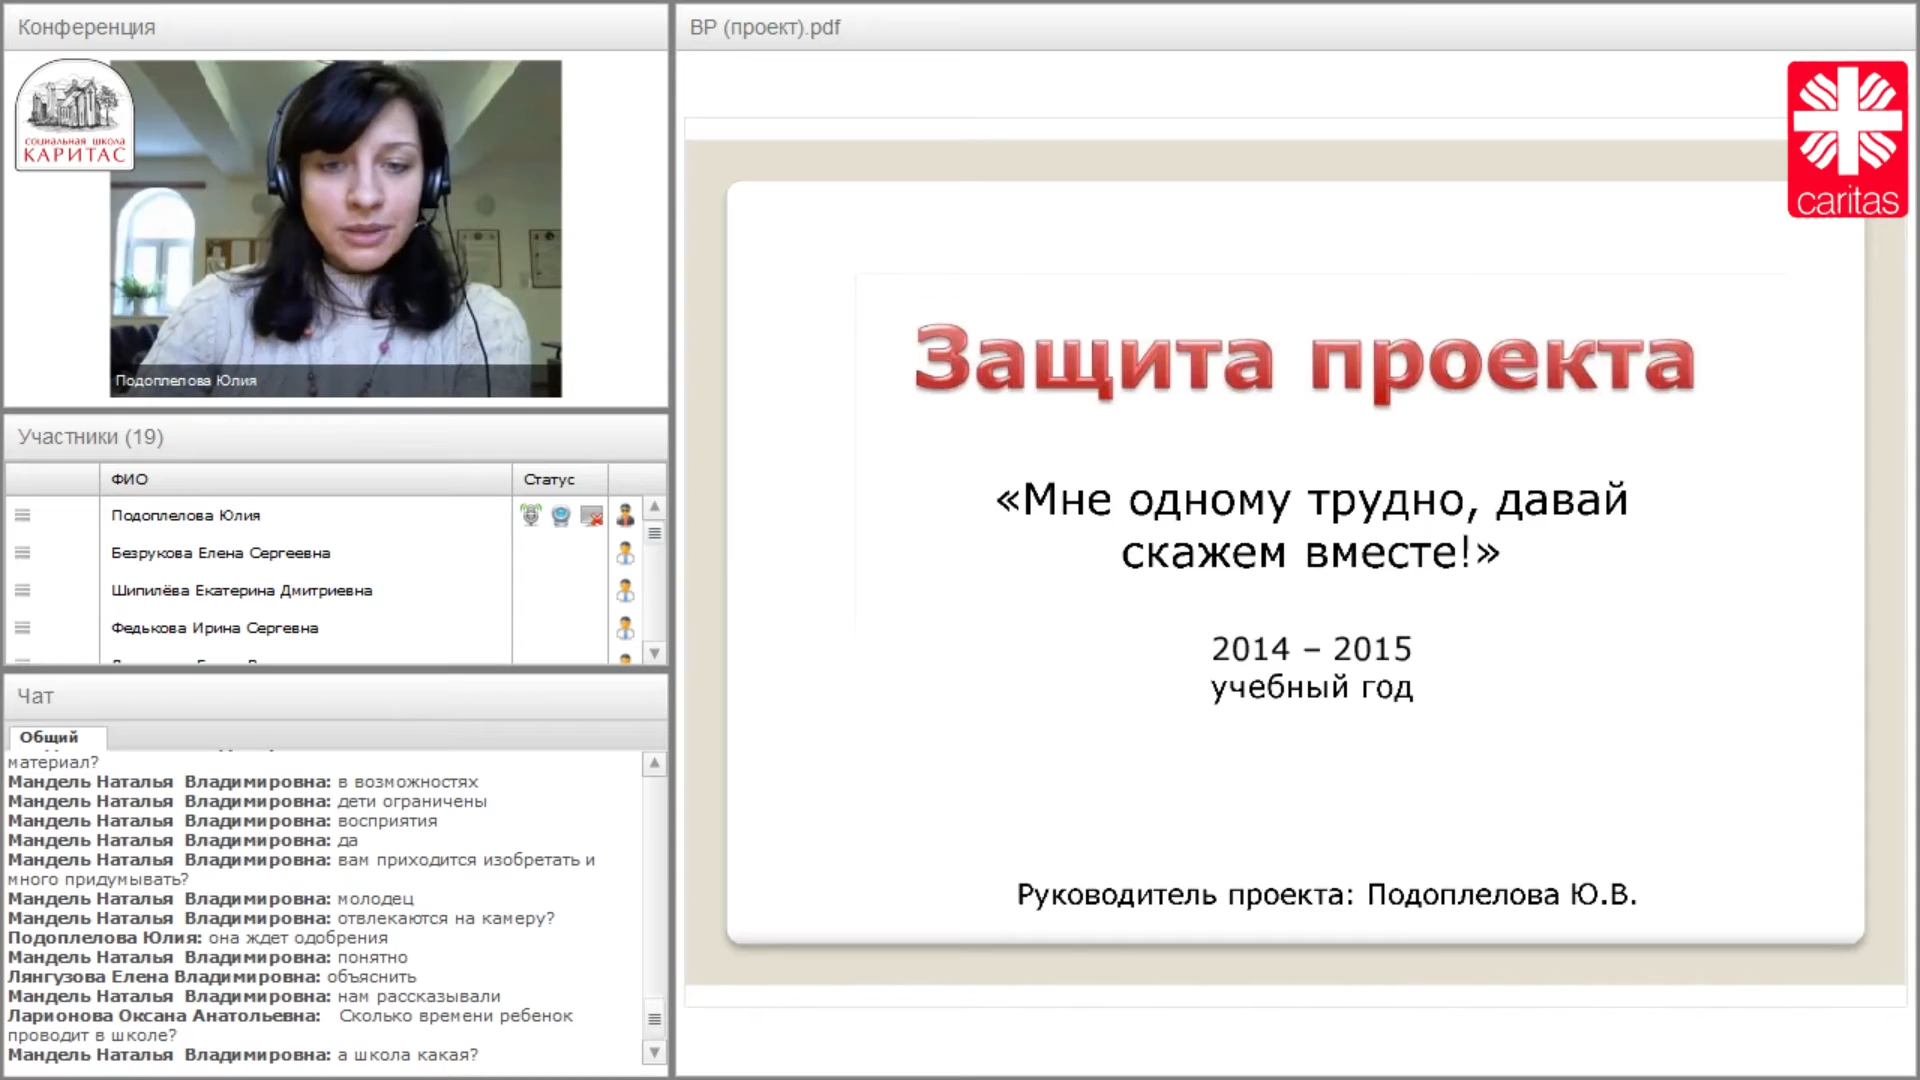 Конференция
СОЦИАЛЬНАЯ ШКОЛА
КАРИТАС
Подоплелова Юлия
Участники (19)
ФИО
Статус
Подоплелова Юлия
Безрукова Елена Сергеевна
Шипилёва Екатерина Дмитриевна
Федькова Ирина Сергевна
Чат
Общий
материал?
Мандель Наталья Владимировна: в возможностях
Мандель Наталья Владимировна: дети ограничены
Мандель Наталья Владимировна: восприятия
Мандель Наталья Владимировна: да
Мандель Наталья Владимировна: вам приходится изобретать и
много придумывать?
Мандель Наталья Владимировна: молодец
Мандель Наталья Владимировна: отвлекаются на камеру?
Подоплелова Юлия: она ждет одобрения
Мандель Наталья Владимировна: понятно
Лянгузова Елена Владимировна: объяснить
Мандель Наталья Владимировна: нам рассказывали
Ларионова Оксана Анатольевна: Сколько времени ребенок
проводит в школе?
Мандель Наталья Владимировна: а школа какая?
ВР (проект).pdf
caritas
Защита проекта
«Мне одному трудно, давай
скажем вместе!»
2014 – 2015
учебный год
Руководитель проекта: Подоплелова Ю.В.